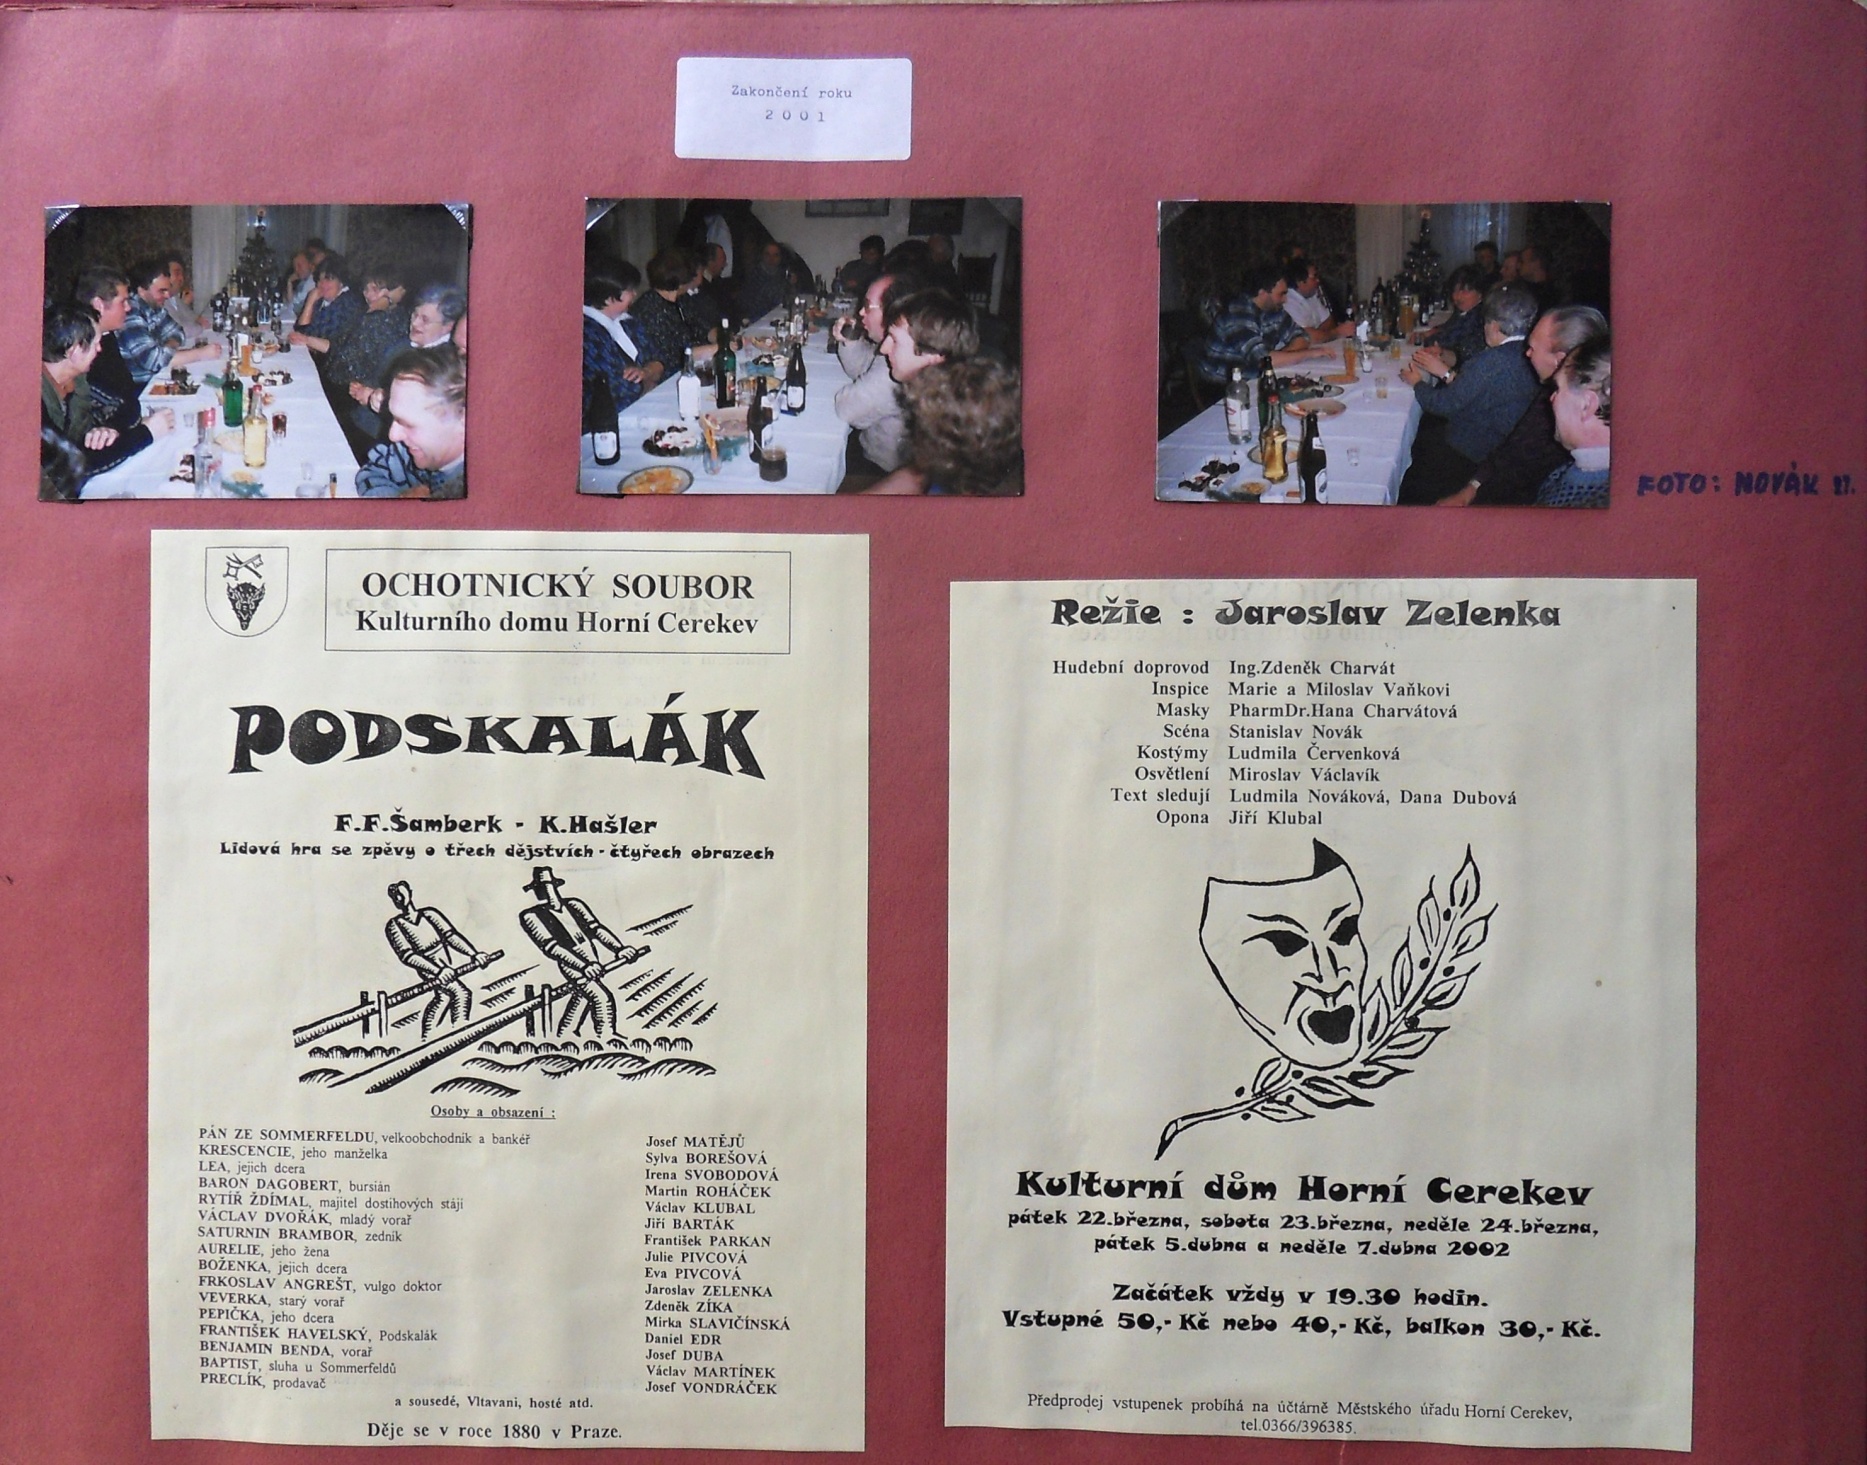 Zakončení roku
2001
FOTO: NOVÁK
OCHOTNICKÝ SOUBOR
Kulturního domu Horní Cerekev
PODSKALÁK
F.F.Šamberk - K.Hašler
Lidová hra se zpěvy o třech dějstvích - čtyřech obrazech
Osoby a obsazení :
PÁN ZE SOMMERFELDU, velkoobchodník a bankéř Josef MATĚJŮ
KRESCENCIE, jeho manželka Sylva BOREŠOVÁ
LEA, jejich dcera Irena SVOBODOVÁ
BARON DAGOBERT, bursián Martin ROHÁČEK
RYTÍŘ ŽDÍMAL, majitel dostihových stájí Václav KLUBAL
VÁCLAV DVOŘÁK, mladý vorař Jiří BARTÁK
SATURNIN BRAMBOR, zedník František PARKAN
AURELIE, jeho žena Julie PIVCOVÁ
BOŽENKA, jejich dcera Eva PIVCOVÁ
FRKOSLAV ANGREŠT, vulgo doktor Jaroslav ZELENKA
VEVERKA, starý vorař Zdeněk ZÍKA
PEPIČKA, jeho dcera Mirka SLAVIČÍNSKÁ
FRANTIŠEK HAVELSKÝ, Podskalák Daniel EDR
BENJAMIN BENDA, vorař Josef DUBA
BAPTIST, sluha u Sommerfeldů Václav MARTÍNEK
PRECLÍK, prodavač Josef VONDRÁČEK
a sousedé, Vltavani, hosté atd.
Děje se v roce 1880 v Praze.
Režie : Jaroslav Zelenka
Hudební doprovod Ing.Zdeněk Charvát
Inspice Marie a Miloslav Vaňkovi
Masky PharmDr.Hana Charvátová
Scéna Stanislav Novák
Kostýmy Ludmila Červenková
Osvětlení Miroslav Václavík
Text sledují Ludmila Nováková, Dana Dubová
Opona Jiří Klubal
Kulturní dům Horní Cerekev
pátek 22.března, sobota 23.března, neděle 24.března,
pátek 5.dubna a neděle 7.dubna 2002
Začátek vždy v 19.30 hodin.
Vstupné 50,- Kč nebo 40,- Kč, balkon 30,- Kč.
Předprodej vstupenek probíhá na účtárně Městského úřadu Horní Cerekev,
tel.0366/396385.